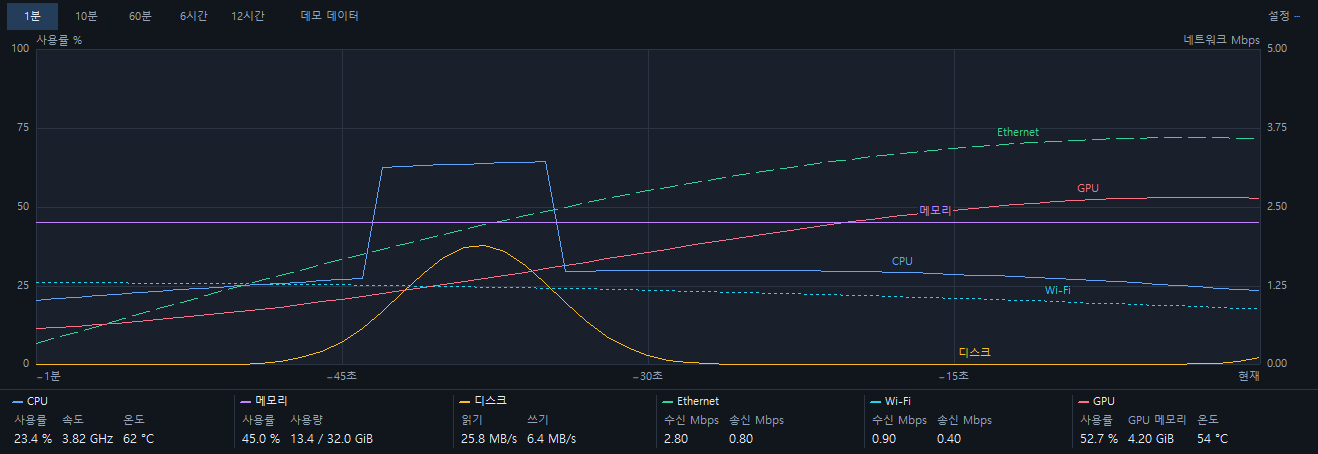 1분 10분 60분 6시간 12시간 데모 데이터 설정 ···
사용률 % 네트워크 Mbps
100 5.00
Ethernet
75 3.75
GPU
메모리
50 2.50
CPU
25 1.25
Wi-Fi
디스크
0 0.00
-1분 -45초 -30초 -15초 현재
CPU 메모리 디스크 Ethernet Wi-Fi GPU
사용률 속도 온도 사용률 사용량 읽기 쓰기 수신 Mbps 송신 Mbps 수신 Mbps 송신 Mbps 사용률 GPU 메모리 온도
23.4 % 3.82 GHz 62 °C 45.0 % 13.4 / 32.0 GiB 25.8 MB/s 6.4 MB/s 2.80 0.80 0.90 0.40 52.7 % 4.20 GiB 54 °C